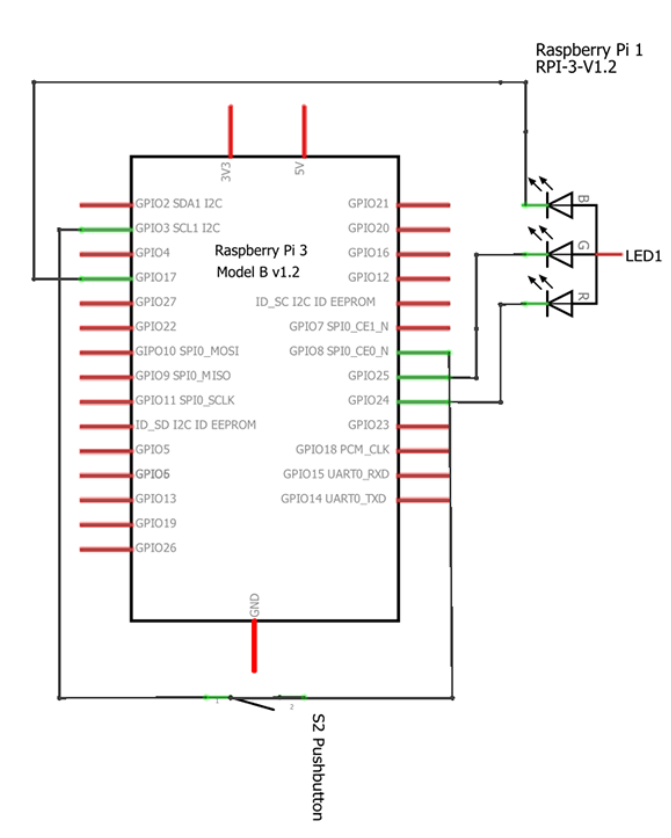 Raspberry Pi 1
RPI-3-V1.2
3V3
5V
GPIO2 SDA1 I2C
GPIO3 SCL1 I2C
GPIO4
GPIO17
GPIO27
GPIO22
GIPO10 SPI0_MOSI
GPIO9 SPI0_MISO
GPIO11 SPI0_SCLK
ID_SD I2C ID EEPROM
GPIO5
GPIO6
GPIO13
GPIO19
GPIO26
Raspberry Pi 3
Model B v1.2
GPIO21
GPIO20
GPIO16
GPIO12
ID_SC I2C ID EEPROM
GPIO7 SPI0_CE1_N
GPIO8 SPI0_CE0_N
GPIO25
GPIO24
GPIO23
GPIO18 PCM_CLK
GPIO15 UART0_RXD
GPIO14 UART0_TXD
GND
B
G
R
LED1
1
2
S2 Pushbutton